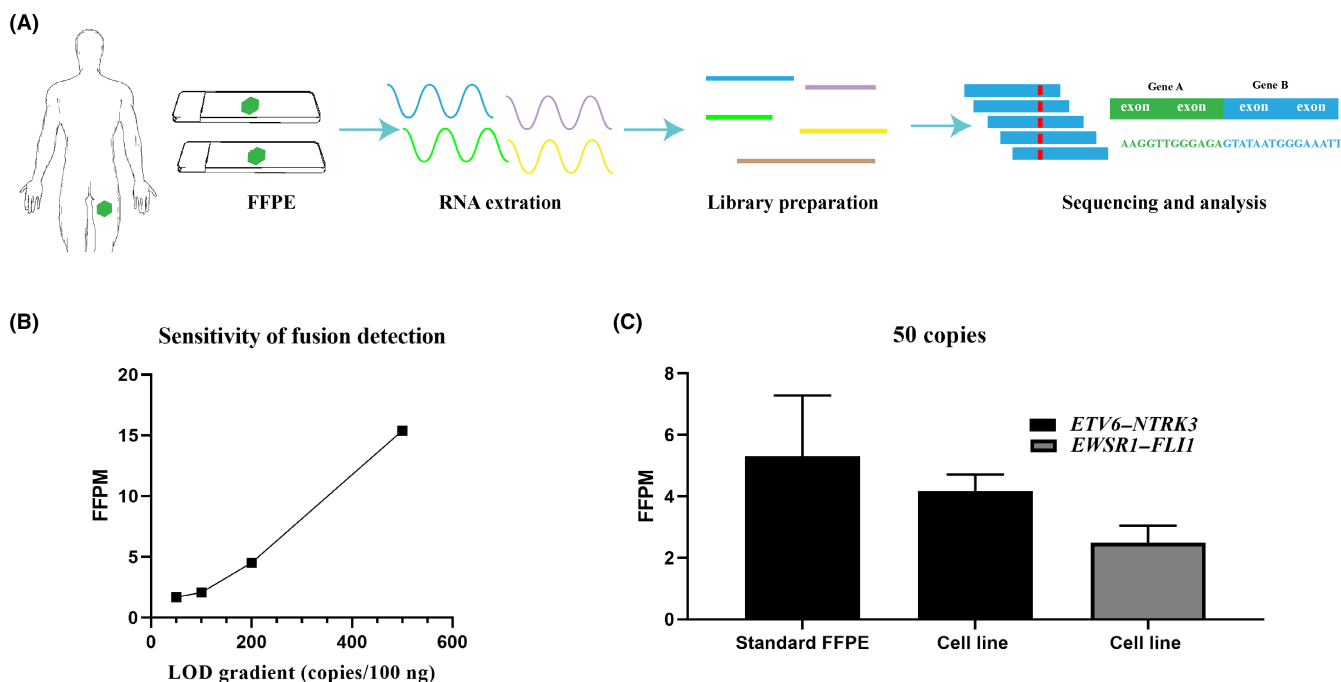 (A)
Gene A Gene B
exon exon exon exon
AAGGTTGGGAGAGTATAATGGGAAATT
FFPE
RNA extration
Library preparation
Sequencing and analysis
(B)
Sensitivity of fusion detection
FFPM
20
15
10
5
0
0 200 400 600
LOD gradient (copies/100 ng)
(C)
50 copies
FFPM
8
6
4
2
0
ETV6–NTRK3
EWSR1–FLI1
Standard FFPE Cell line Cell line